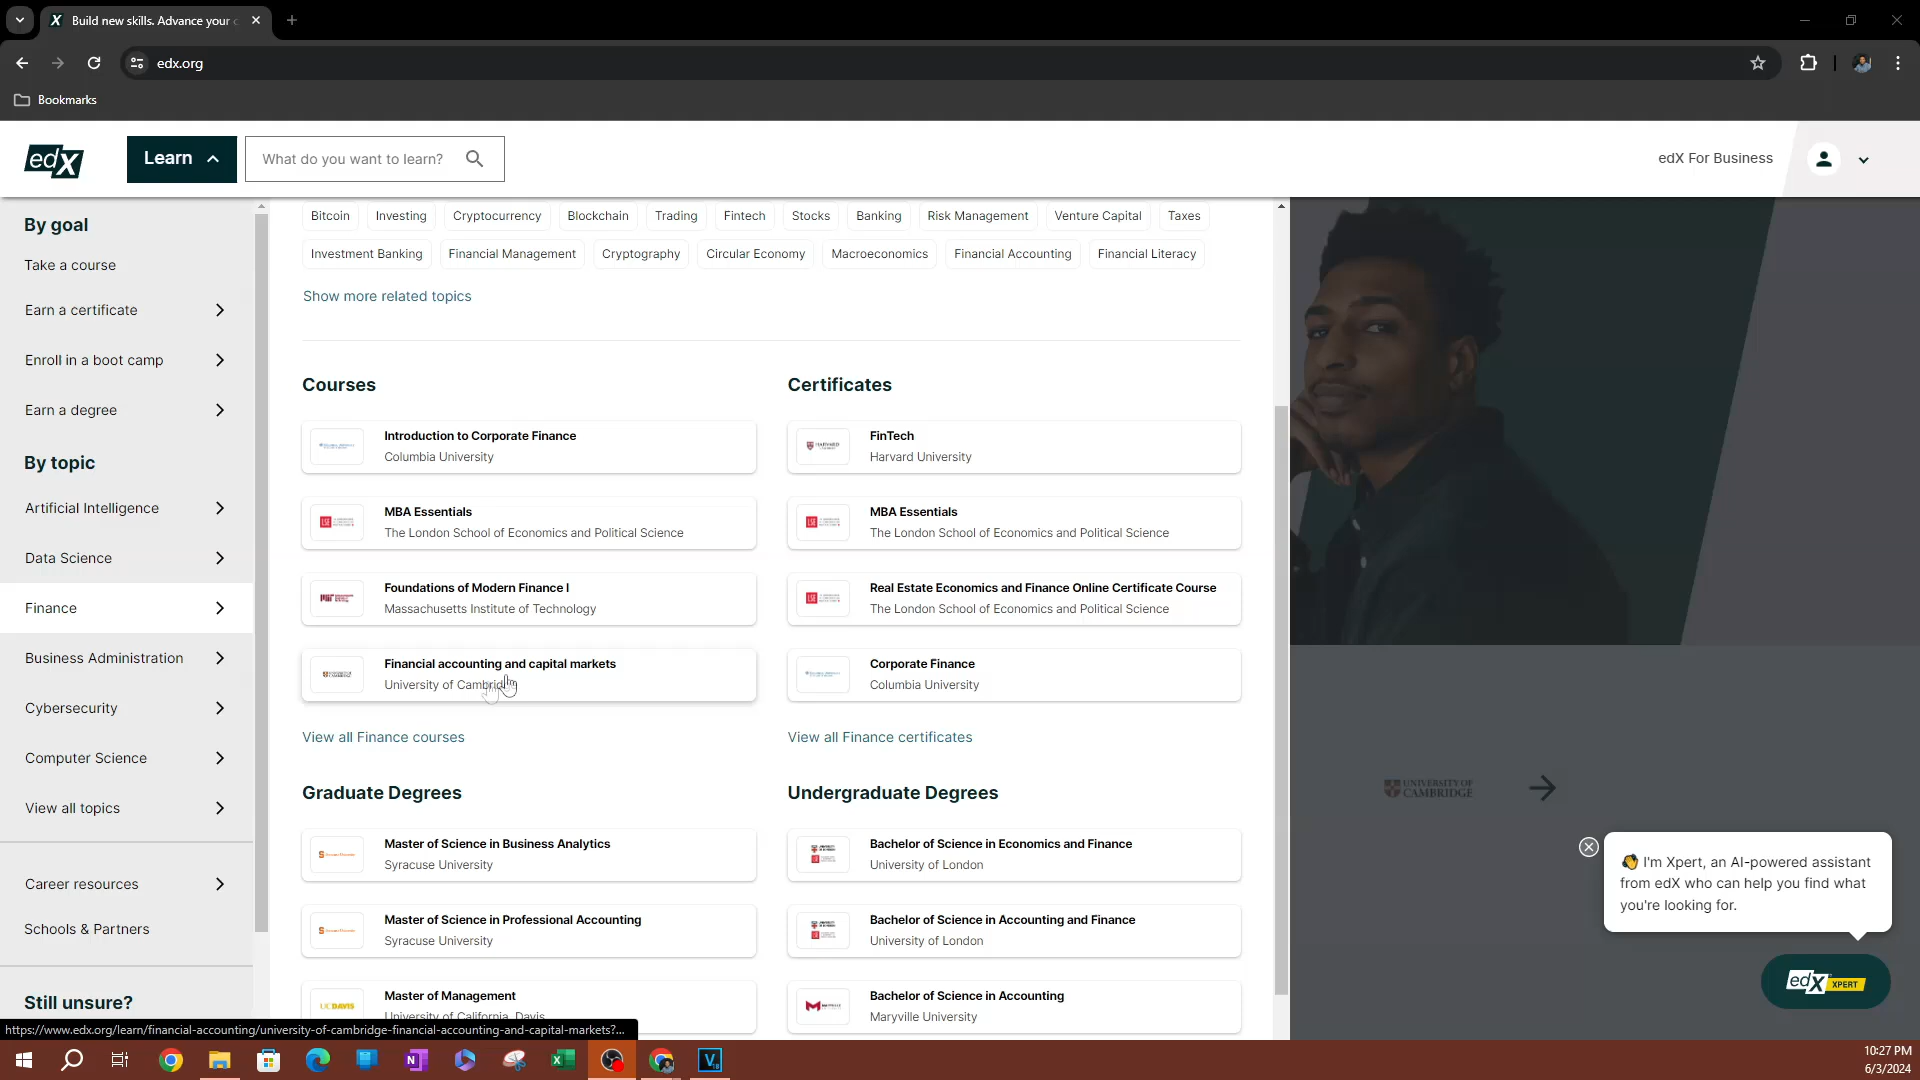 Build new skills. Advance your c
edx.org
Bookmarks
edX
Learn
What do you want to learn?
edX For Business
By goal
Take a course
Earn a certificate
Enroll in a boot camp
Earn a degree
By topic
Artificial Intelligence
Data Science
Finance
Business Administration
Cybersecurity
Computer Science
View all topics
Career resources
Schools & Partners
Still unsure?
Bitcoin Investing Cryptocurrency Blockchain Trading Fintech Stocks Banking Risk Management Venture Capital Taxes
Investment Banking Financial Management Cryptography Circular Economy Macroeconomics Financial Accounting Financial Literacy
Show more related topics
Courses
Introduction to Corporate Finance
Columbia University
MBA Essentials
The London School of Economics and Political Science
Foundations of Modern Finance I
Massachusetts Institute of Technology
Financial accounting and capital markets
University of Cambridge
View all Finance courses
Certificates
FinTech
Harvard University
MBA Essentials
The London School of Economics and Political Science
Real Estate Economics and Finance Online Certificate Course
The London School of Economics and Political Science
Corporate Finance
Columbia University
View all Finance certificates
Graduate Degrees
Master of Science in Business Analytics
Syracuse University
Master of Science in Professional Accounting
Syracuse University
UCDAVIS
Master of Management
University of California, Davis
Undergraduate Degrees
Bachelor of Science in Economics and Finance
University of London
Bachelor of Science in Accounting and Finance
University of London
Bachelor of Science in Accounting
Maryville University
UNIVERSITY OF
CAMBRIDGE
👋 I'm Xpert, an AI-powered assistant
from edX who can help you find what
you're looking for.
edX XPERT
https://www.edx.org/learn/financial-accounting/university-of-cambridge-financial-accounting-and-capital-markets?...
10:27 PM
6/3/2024